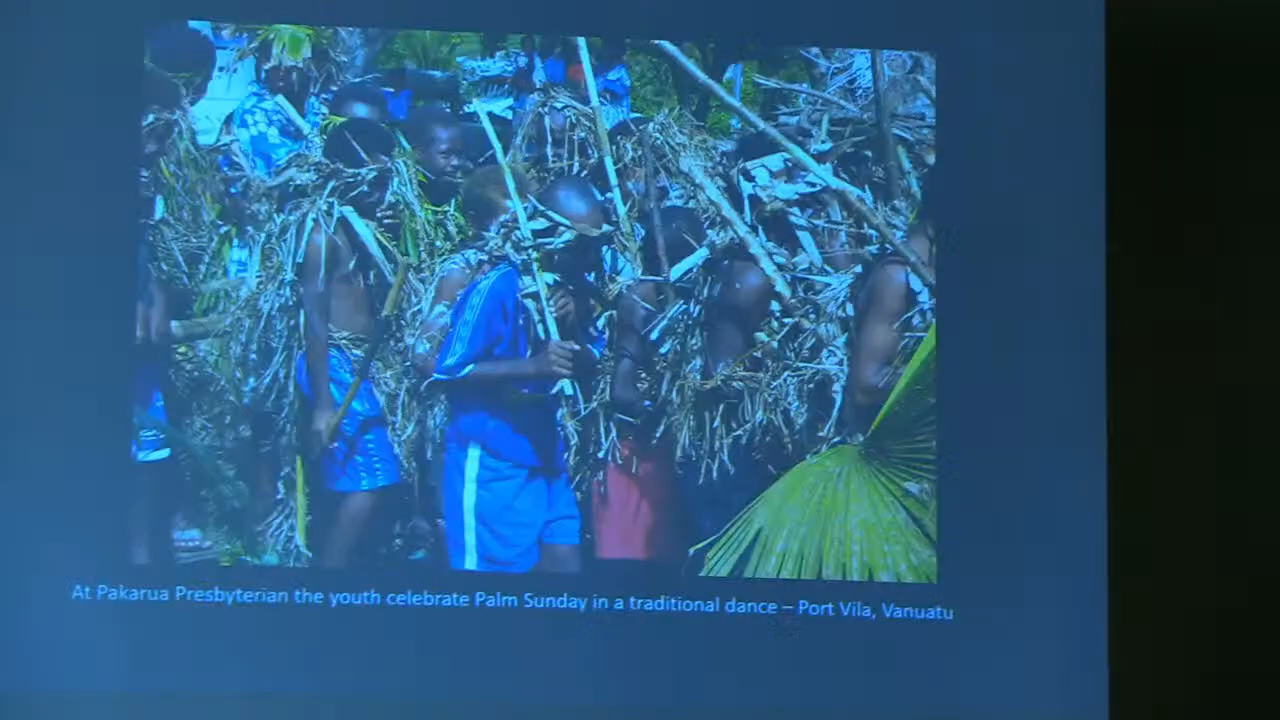 At Pakarua Presbyterian the youth celebrate Palm Sunday in a traditional dance – Port Vila, Vanuatu